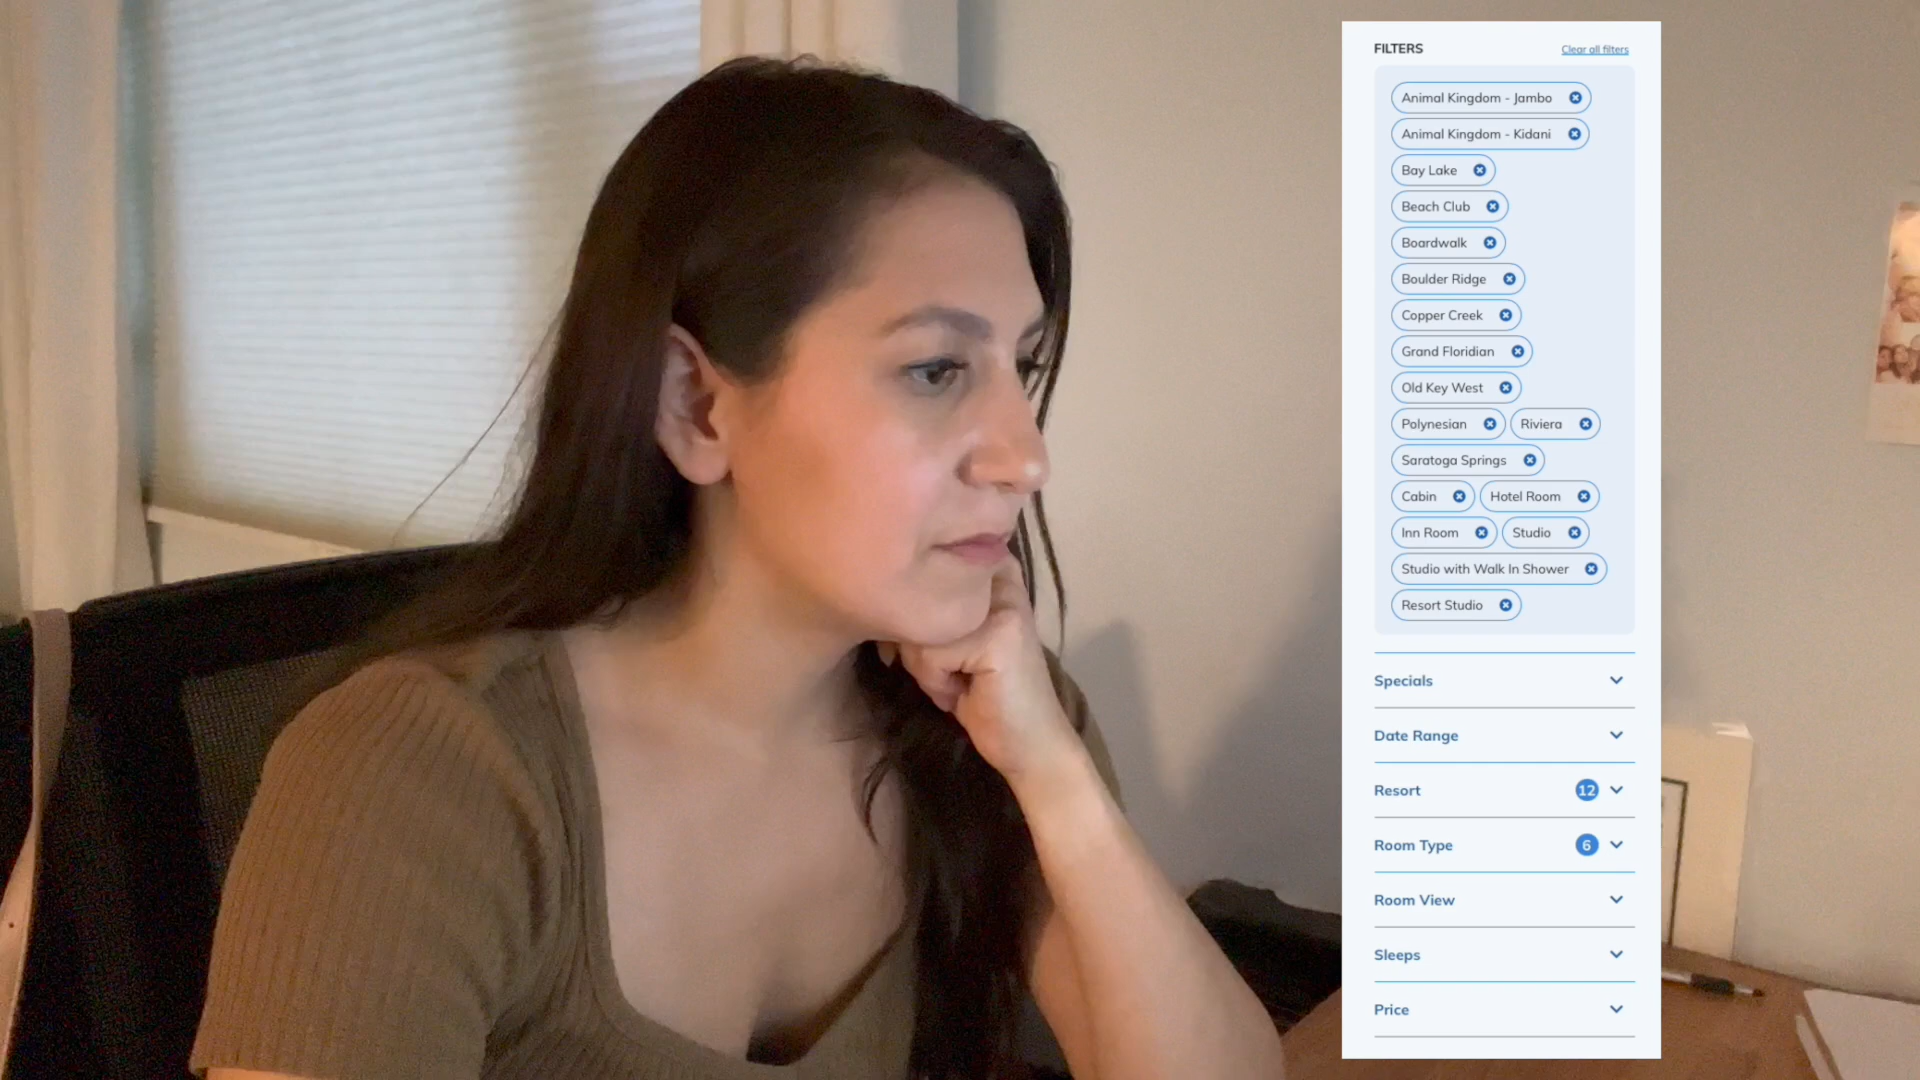 FILTERS Clear all filters
Animal Kingdom - Jambo
Animal Kingdom - Kidani
Bay Lake
Beach Club
Boardwalk
Boulder Ridge
Copper Creek
Grand Floridian
Old Key West
Polynesian Riviera
Saratoga Springs
Cabin Hotel Room
Inn Room Studio
Studio with Walk In Shower
Resort Studio
Specials
Date Range
Resort 12
Room Type 6
Room View
Sleeps
Price